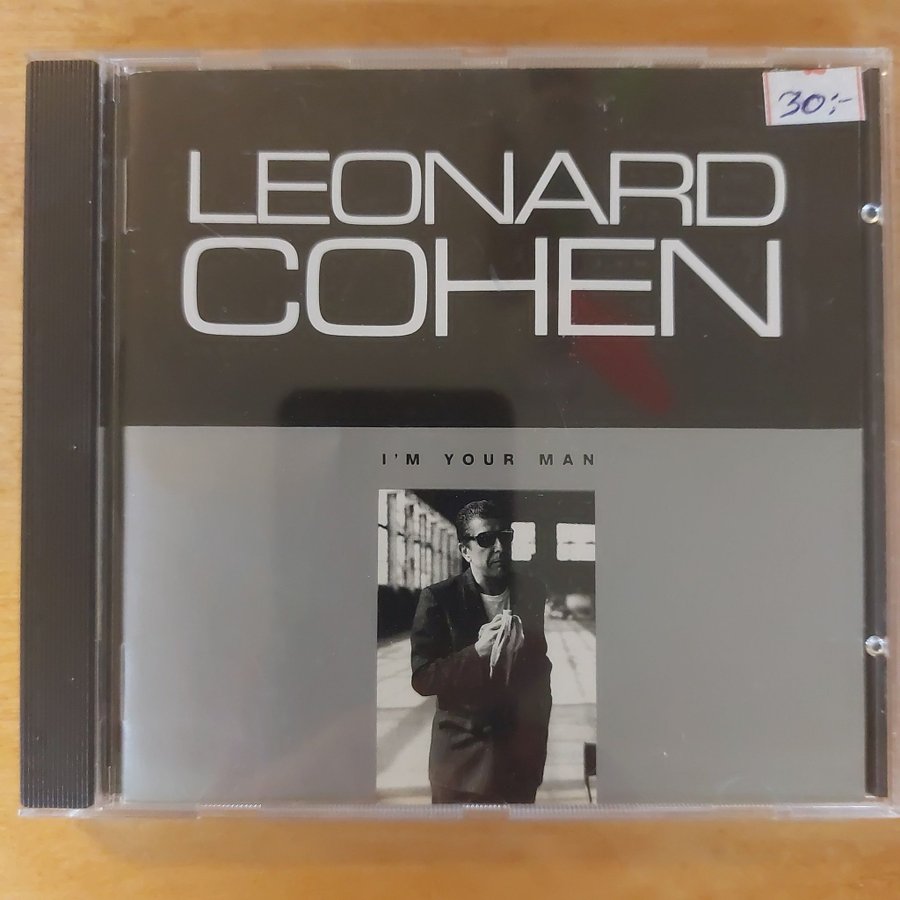 30:-
LEONARD
COHEN
I'M YOUR MAN